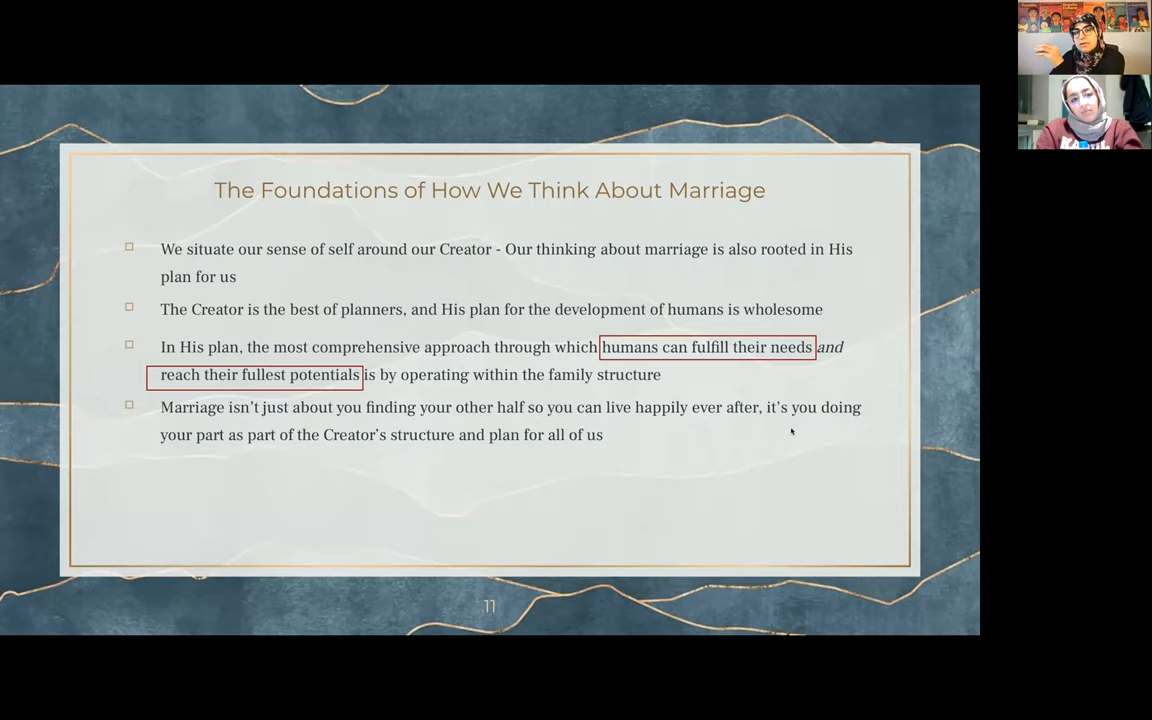 The Foundations of How We Think About Marriage
We situate our sense of self around our Creator - Our thinking about marriage is also rooted in His
plan for us
The Creator is the best of planners, and His plan for the development of humans is wholesome
In His plan, the most comprehensive approach through which humans can fulfill their needs and
reach their fullest potentials is by operating within the family structure
Marriage isn't just about you finding your other half so you can live happily ever after, it's you doing
your part as part of the Creator's structure and plan for all of us
11